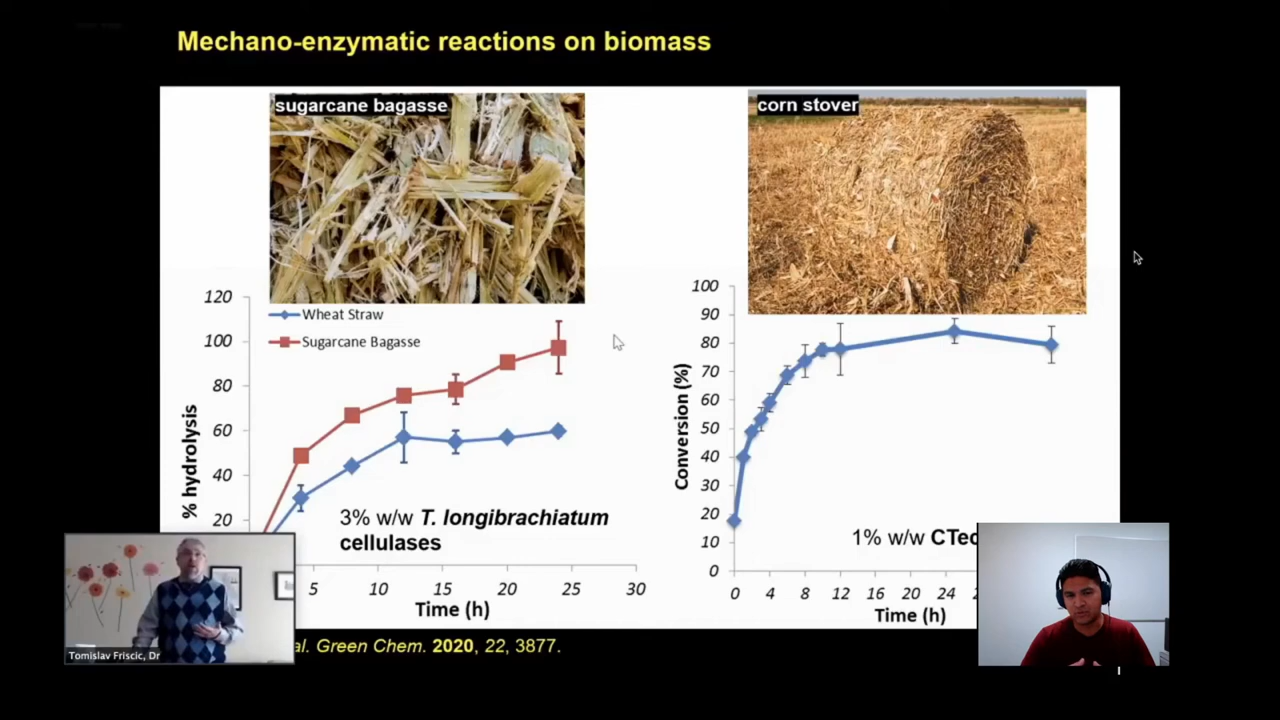 Mechano-enzymatic reactions on biomass
sugarcane bagasse
corn stover
120
100
80
60
40
20
% hydrolysis
Wheat Straw
Sugarcane Bagasse
3% w/w T. longibrachiatum
cellulases
5 10 15 20 25 30
Time (h)
100
90
80
70
60
50
40
30
20
10
0
Conversion (%)
1% w/w
0 4 8 12 16 20 24
Time (h)
Tomislav Friscic, Dr
al. Green Chem. 2020, 22, 3877.